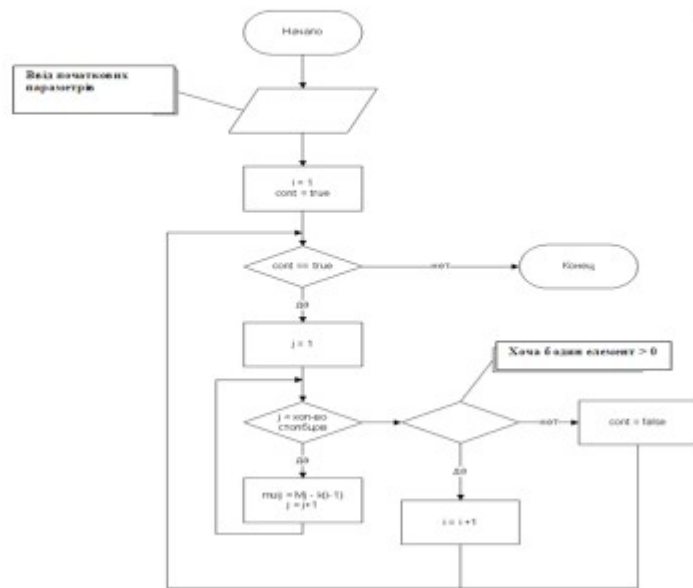 Начало
Ввід початкових
параметрів
i = 1
cont = true
cont == true
нет
Конец
да
j = 1
Хоча б один елемент > 0
j = кол-во
столбцов
нет
cont = false
да
да
j = j+1
i = i +1